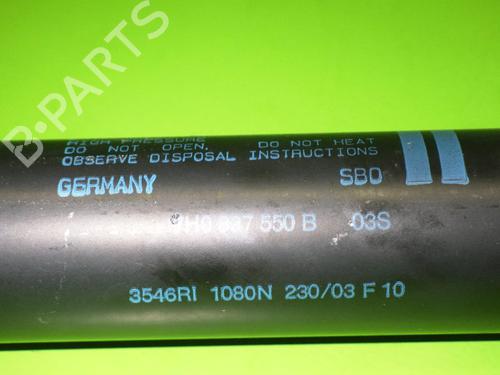 B-PARTS
HIGH PRESSURE
DO NOT OPEN. DO NOT HEAT
OBSERVE DISPOSAL INSTRUCTIONS
GERMANY SBO
550 B 03S
3546RI 1080N 230/03 F 10